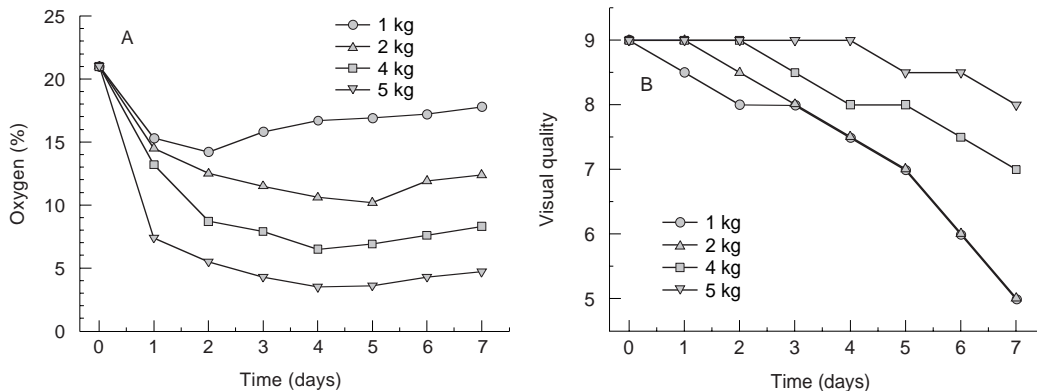 A
1 kg
2 kg
4 kg
5 kg
25
20
15
10
5
0
Oxygen (%)
0 1 2 3 4 5 6 7
Time (days)
B
9
8
7
6
5
Visual quality
1 kg
2 kg
4 kg
5 kg
0 1 2 3 4 5 6 7
Time (days)